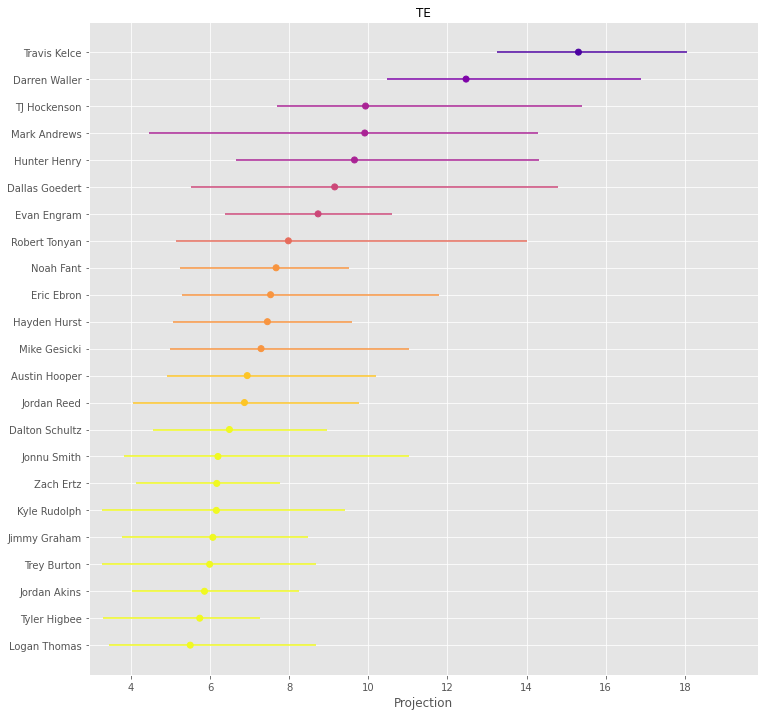 TE
Travis Kelce
Darren Waller
TJ Hockenson
Mark Andrews
Hunter Henry
Dallas Goedert
Evan Engram
Robert Tonyan
Noah Fant
Eric Ebron
Hayden Hurst
Mike Gesicki
Austin Hooper
Jordan Reed
Dalton Schultz
Jonnu Smith
Zach Ertz
Kyle Rudolph
Jimmy Graham
Trey Burton
Jordan Akins
Tyler Higbee
Logan Thomas
4 6 8 10 12 14 16 18
Projection